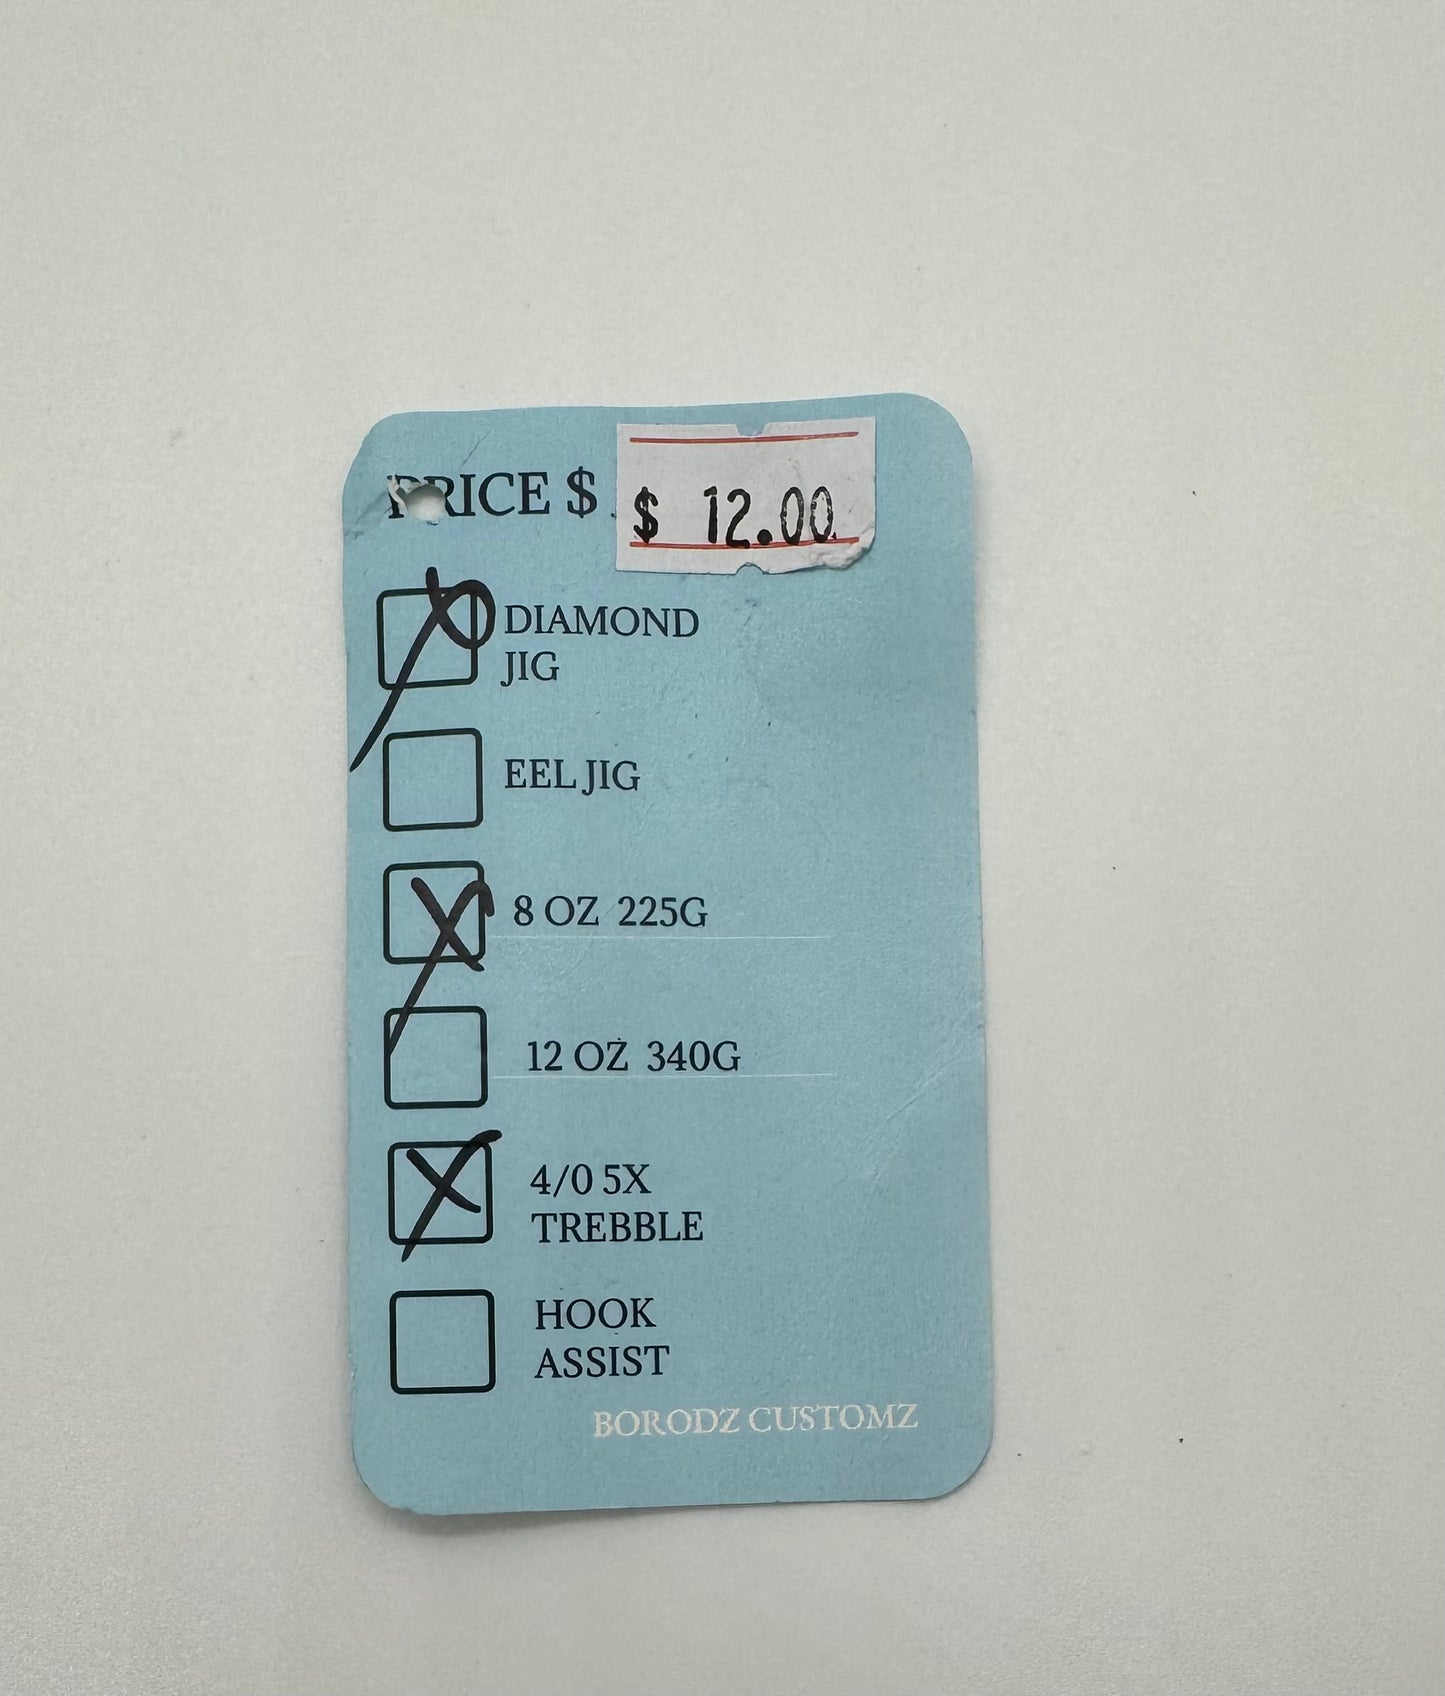 PRICE $ $ 12.00
DIAMOND
JIG
EEL JIG
8 OZ 225G
12 OZ 340G
4/0 5X
TREBBLE
HOOK
ASSIST
BORODZ CUSTOMZ